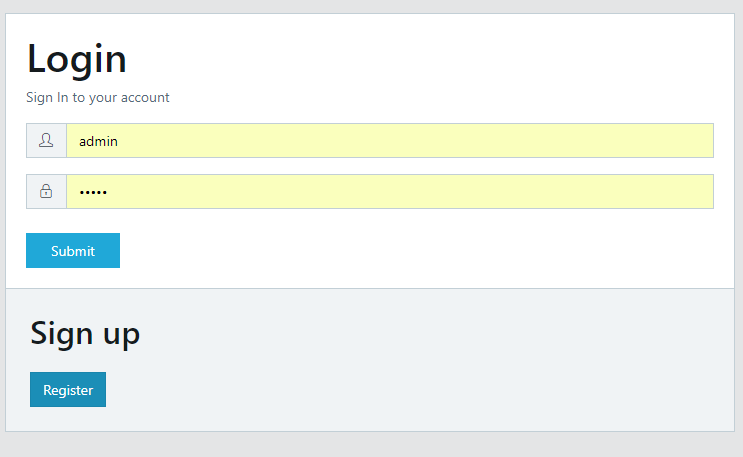 Login
Sign In to your account
admin
•••••
Submit
Sign up
Register